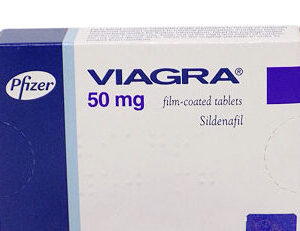 Pfizer
VIAGRA®
50 mg film-coated tablets
Sildenafil